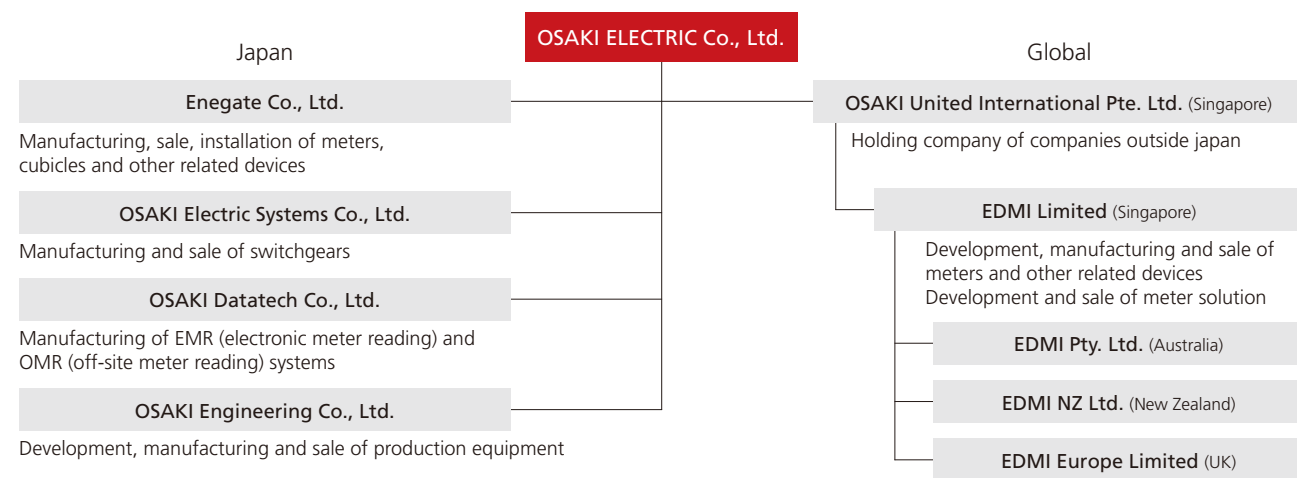 OSAKI ELECTRIC Co., Ltd.
Japan
Enegate Co., Ltd.
Manufacturing, sale, installation of meters,
cubicles and other related devices
OSAKI Electric Systems Co., Ltd.
Manufacturing and sale of switchgears
OSAKI Datatech Co., Ltd.
Manufacturing of EMR (electronic meter reading) and
OMR (off-site meter reading) systems
OSAKI Engineering Co., Ltd.
Development, manufacturing and sale of production equipment
Global
OSAKI United International Pte. Ltd. (Singapore)
Holding company of companies outside japan
EDMI Limited (Singapore)
Development, manufacturing and sale of
meters and other related devices
Development and sale of meter solution
EDMI Pty. Ltd. (Australia)
EDMI NZ Ltd. (New Zealand)
EDMI Europe Limited (UK)